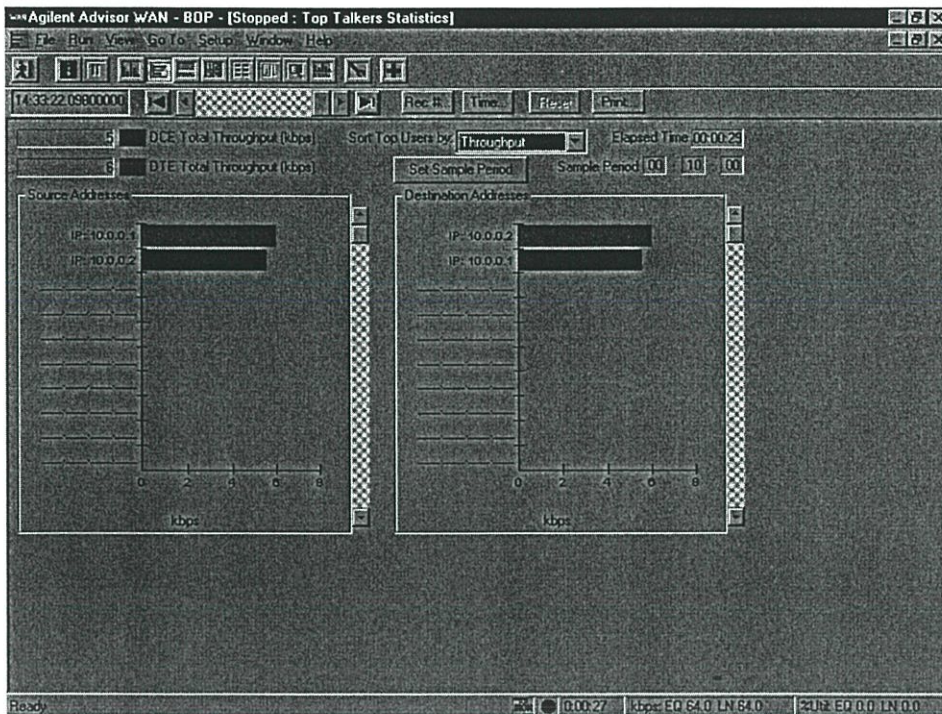 Agilent Advisor WAN - BOP - [Stopped : Top Talkers Statistics]
File Run View Go To Setup Window Help
14:33:22.09800000 Rec #... Time... Reset Print...
5 DCE Total Throughput (kbps) Sort Top Users by: Throughput Elapsed Time 00:00:29
6 DTE Total Throughput (kbps) Set Sample Period Sample Period 00 : 10 : 00
Source Addresses Destination Addresses
IP: 10.0.0.1 IP: 10.0.0.2
IP: 10.0.0.2 IP: 10.0.0.1
0 2 4 6 8 0 2 4 6 8
kbps kbps
Ready 0:00:27 kbps: EQ 64.0 LN 64.0 %Util: EQ 0.0 LN 0.0